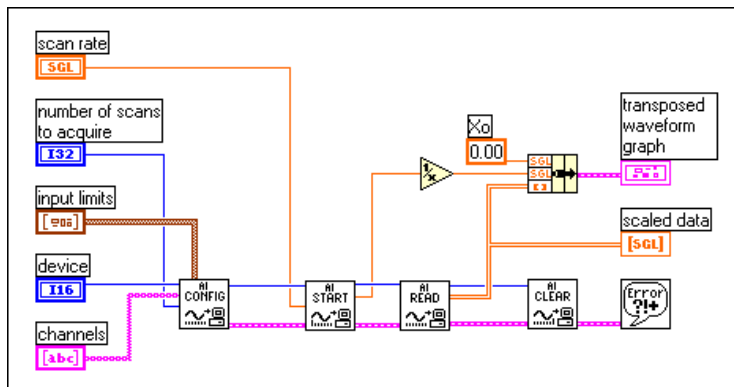 scan rate
SGL
number of scans
to acquire
I32
input limits
device
I16
channels
[abc]
AI
CONFIG
AI
START
AI
READ
AI
CLEAR
1/x
Xo
0.00
SGL
SGL
transposed
waveform
graph
scaled data
[SGL]
Error
?!+